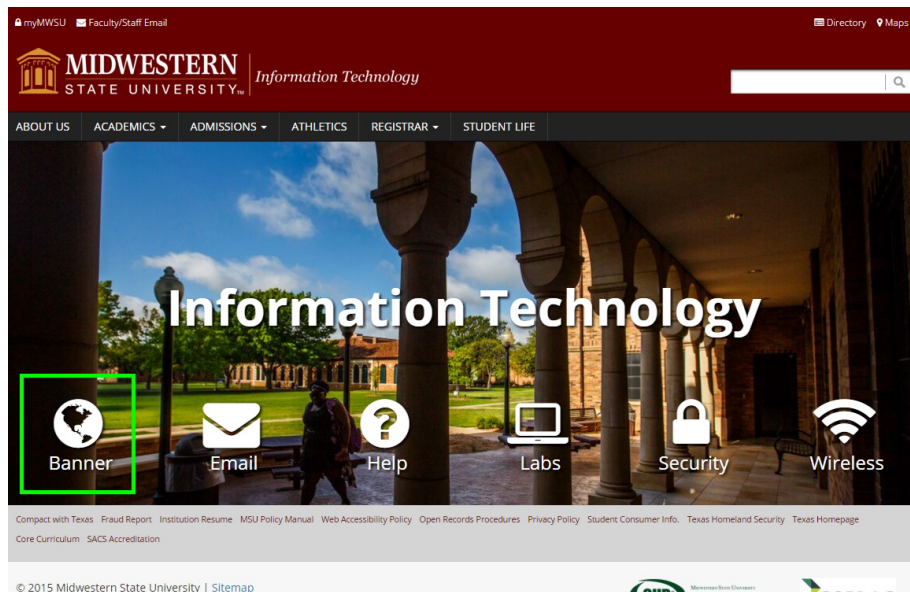 myMWSU Faculty/Staff Email Directory Maps
MIDWESTERN
STATE UNIVERSITY™
Information Technology
ABOUT US ACADEMICS ADMISSIONS ATHLETICS REGISTRAR STUDENT LIFE
Information Technology
Banner Email Help Labs Security Wireless
Compact with Texas Fraud Report Institution Resume MSU Policy Manual Web Accessibility Policy Open Records Procedures Privacy Policy Student Consumer Info. Texas Homeland Security Texas Homepage
Core Curriculum SACS Accreditation
© 2015 Midwestern State University | Sitemap
Midwestern State University